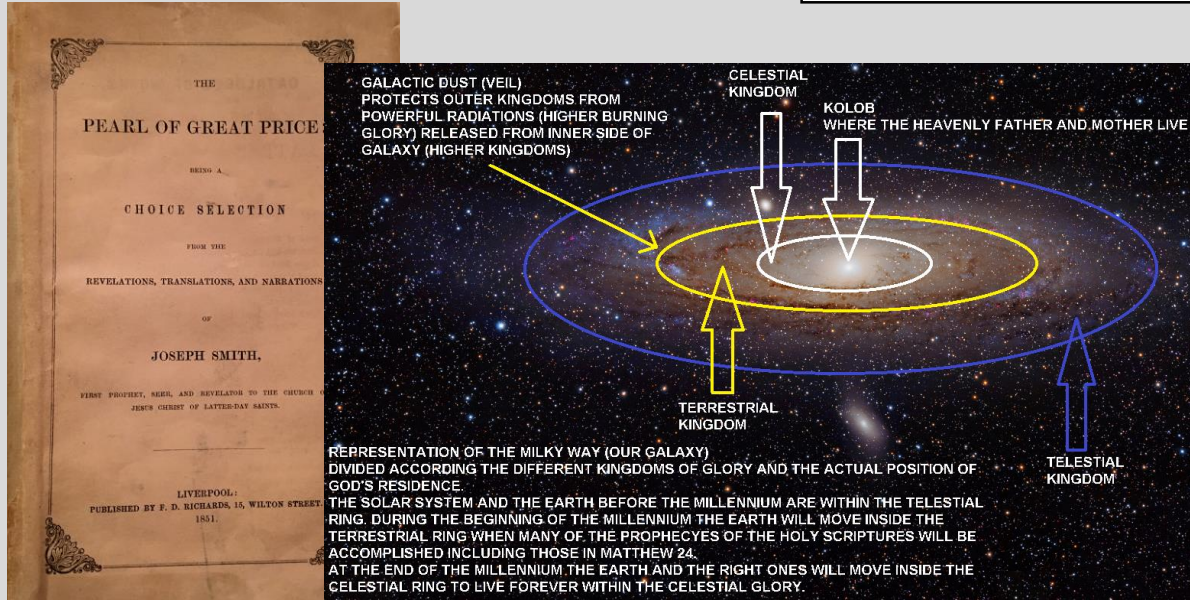 THE
PEARL OF GREAT PRICE:
BEING A
CHOICE SELECTION
FROM THE
REVELATIONS, TRANSLATIONS, AND NARRATIONS
OF
JOSEPH SMITH,
FIRST PROPHET, SEER, AND REVELATOR TO THE CHURCH
JESUS CHRIST OF LATTER-DAY SAINTS.
LIVERPOOL:
PUBLISHED BY F. D. RICHARDS, 15, WILTON STREET.
1851.
GALACTIC DUST (VEIL)
PROTECTS OUTER KINGDOMS FROM
POWERFUL RADIATIONS (HIGHER BURNING
GLORY) RELEASED FROM INNER SIDE OF
GALAXY (HIGHER KINGDOMS)
CELESTIAL
KINGDOM
KOLOB
WHERE THE HEAVENLY FATHER AND MOTHER LIVE
TERRESTRIAL
KINGDOM
TELESTIAL
KINGDOM
REPRESENTATION OF THE MILKY WAY (OUR GALAXY)
DIVIDED ACCORDING THE DIFFERENT KINGDOMS OF GLORY AND THE ACTUAL POSITION OF
GOD'S RESIDENCE.
THE SOLAR SYSTEM AND THE EARTH BEFORE THE MILLENNIUM ARE WITHIN THE TELESTIAL
RING. DURING THE BEGINNING OF THE MILLENNIUM THE EARTH WILL MOVE INSIDE THE
TERRESTRIAL RING WHEN MANY OF THE PROPHECYES OF THE HOLY SCRIPTURES WILL BE
ACCOMPLISHED INCLUDING THOSE IN MATTHEW 24.
AT THE END OF THE MILLENNIUM THE EARTH AND THE RIGHT ONES WILL MOVE INSIDE THE
CELESTIAL RING TO LIVE FOREVER WITHIN THE CELESTIAL GLORY.